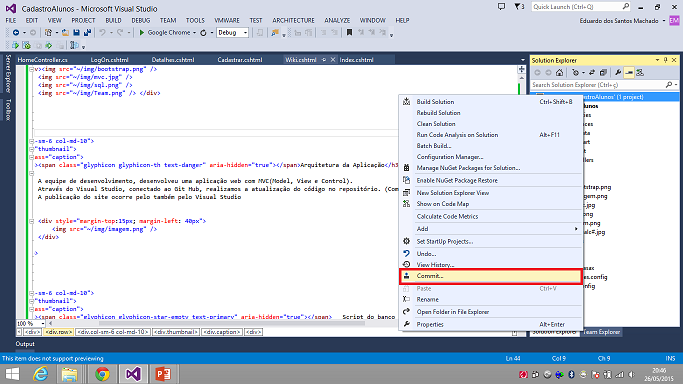 CadastroAlunos - Microsoft Visual Studio
3
Quick Launch (Ctrl+Q)
FILE EDIT VIEW PROJECT BUILD DEBUG TEAM TOOLS VMWARE TEST ARCHITECTURE ANALYZE WINDOW HELP
Eduardo dos Santos Machado
EM
Google Chrome
Debug
Server Explorer
Toolbox
HomeController.cs LogOn.cshtml Detalhes.cshtml Cadastrar.cshtml Wiki.cshtml Index.cshtml
v><img src="~/img/bootstrap.png" />
<img src="~/img/mvc.jpg" />
<img src="~/img/sql.png" />
<img src="~/img/Team.png" /> </div>
-sm-6 col-md-10">
"thumbnail">
ass="caption">
><span class="glyphicon glyphicon-th text-danger" aria-hidden="true"></span>Arquitetura da Aplicação</h3
A equipe de desenvolvimento, desenvolveu uma aplicação web com MVC(Model, View e Control).
Através do Visual Studio, conectado ao Git Hub, realizamos a atualização do código no repositório. (Com
A publicação do site ocorre pelo também pelo Visual Studio
<div style="margin-top:15px; margin-left: 40px">
<img src="~/img/imagem.png" />
</div>
>
-sm-6 col-md-10">
"thumbnail">
ass="caption">
><span class="glyphicon glyphicon-star-empty text-primary" aria-hidden="true"></span> Script do banco
100 %
<div> <div.row> <div.col-sm-6 col-md-10> <div.thumbnail> <div.caption> <div>
Output
Build Solution Ctrl+Shift+B
Rebuild Solution
Clean Solution
Run Code Analysis on Solution Alt+F11
Batch Build...
Configuration Manager...
Manage NuGet Packages for Solution...
Enable NuGet Package Restore
New Solution Explorer View
Show on Code Map
Calculate Code Metrics
Add
Set StartUp Projects...
Undo...
View History...
Commit...
Paste Ctrl+V
Rename
Open Folder in File Explorer
Properties Alt+Enter
Solution Explorer
Search Solution Explorer (Ctrl+ç)
astroAlunos' (1 project)
Solution Explorer Team Explorer
This item does not support previewing
Ln 44 Col 9 Ch 9 INS
20:46
26/05/2015